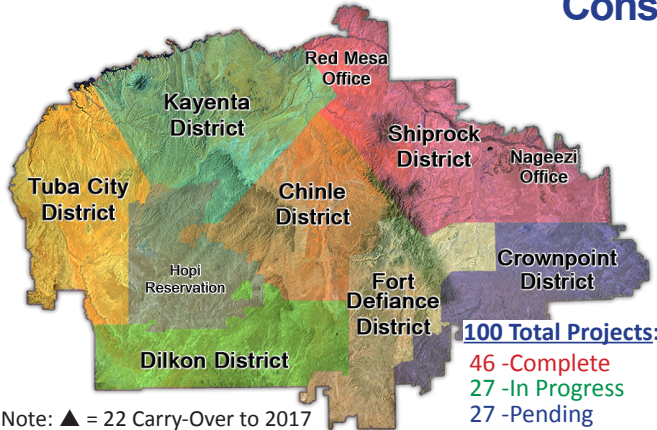 Cons
Red Mesa
Office
Kayenta
District
Shiprock
District
Nageezi
Office
Tuba City
District
Chinle
District
Hopi
Reservation
Crownpoint
District
Fort
Defiance
District
Dilkon District
100 Total Projects:
46 -Complete
27 -In Progress
27 -Pending
Note: ▲ = 22 Carry-Over to 2017